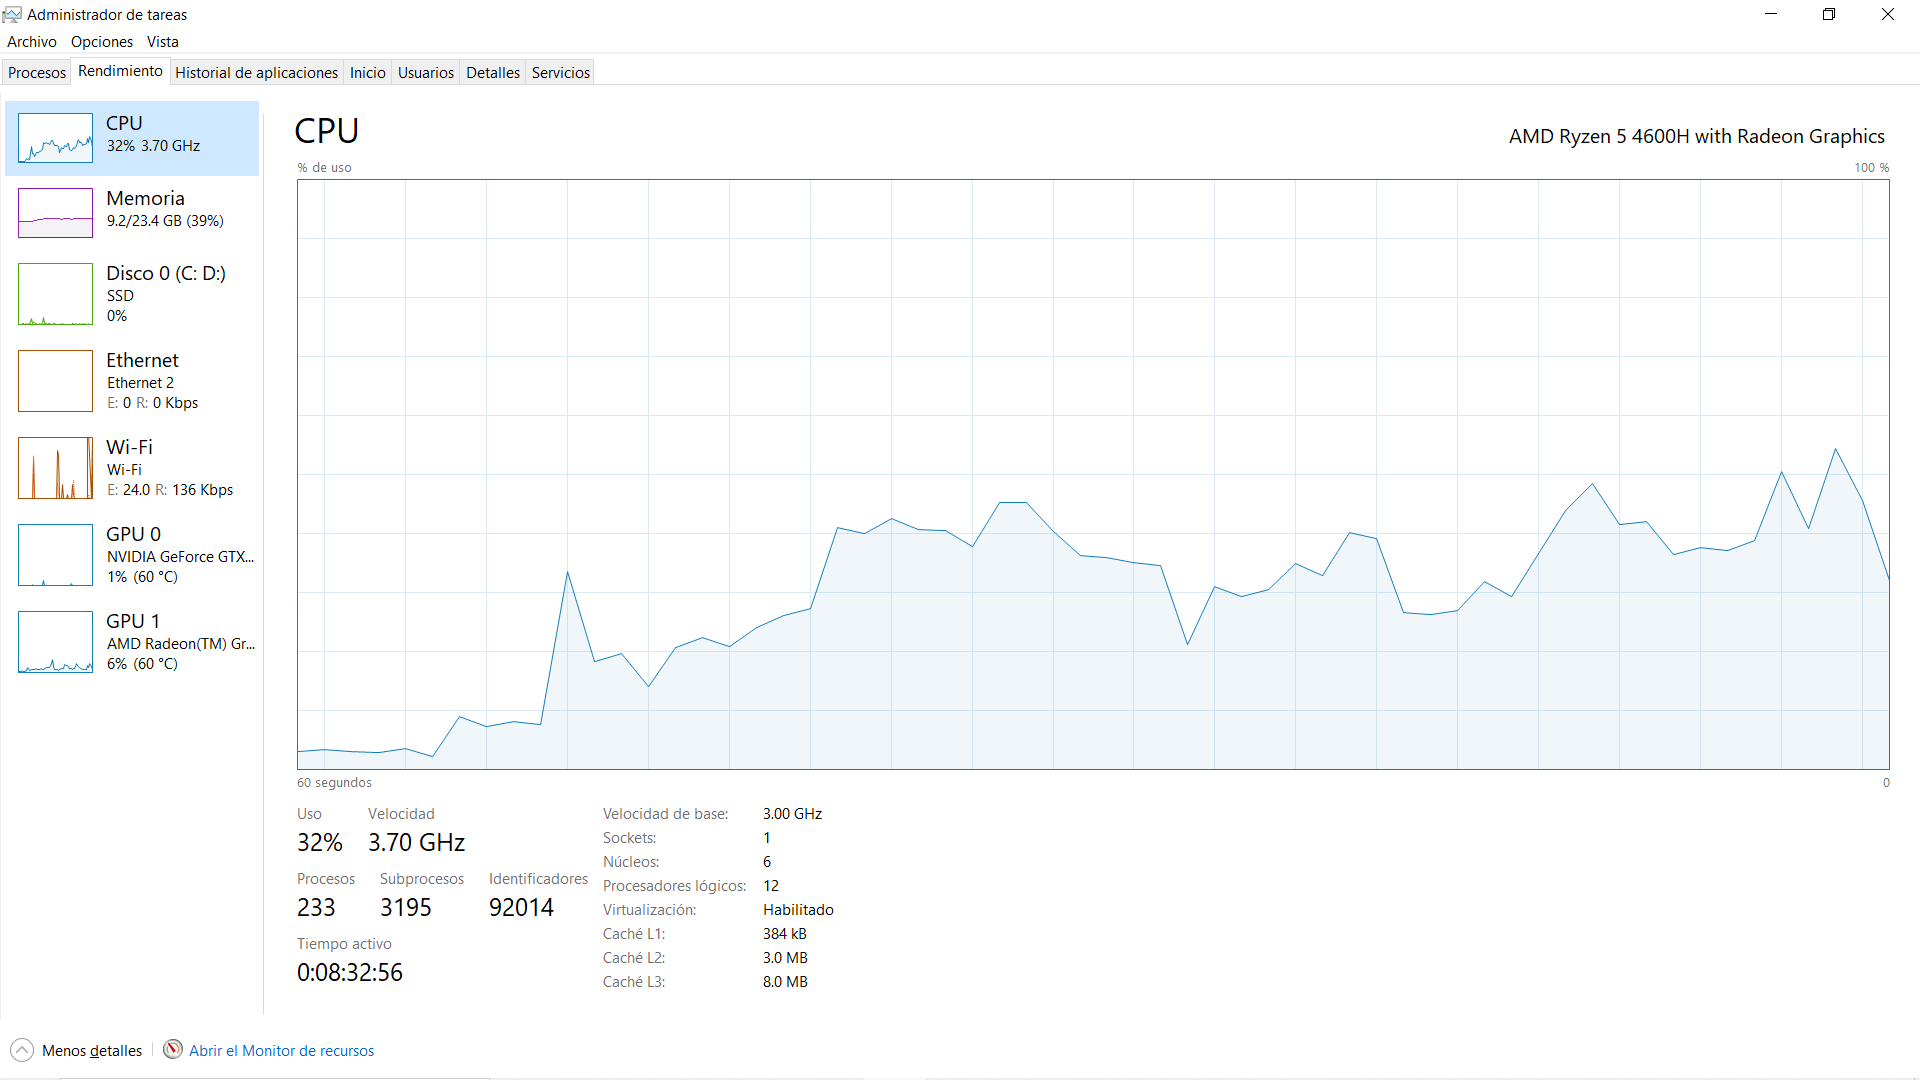 Administrador de tareas
Archivo Opciones Vista
Procesos Rendimiento Historial de aplicaciones Inicio Usuarios Detalles Servicios
CPU
32% 3.70 GHz
Memoria
9.2/23.4 GB (39%)
Disco 0 (C: D:)
SSD
0%
Ethernet
Ethernet 2
E: 0 R: 0 Kbps
Wi-Fi
Wi-Fi
E: 24.0 R: 136 Kbps
GPU 0
NVIDIA GeForce GTX...
1% (60 °C)
GPU 1
AMD Radeon(TM) Gr...
6% (60 °C)
CPU
AMD Ryzen 5 4600H with Radeon Graphics
% de uso 100 %
60 segundos 0
Uso Velocidad
32% 3.70 GHz
Procesos Subprocesos Identificadores
233 3195 92014
Tiempo activo
0:08:32:56
Velocidad de base: 3.00 GHz
Sockets: 1
Núcleos: 6
Procesadores lógicos: 12
Virtualización: Habilitado
Caché L1: 384 kB
Caché L2: 3.0 MB
Caché L3: 8.0 MB
Menos detalles Abrir el Monitor de recursos